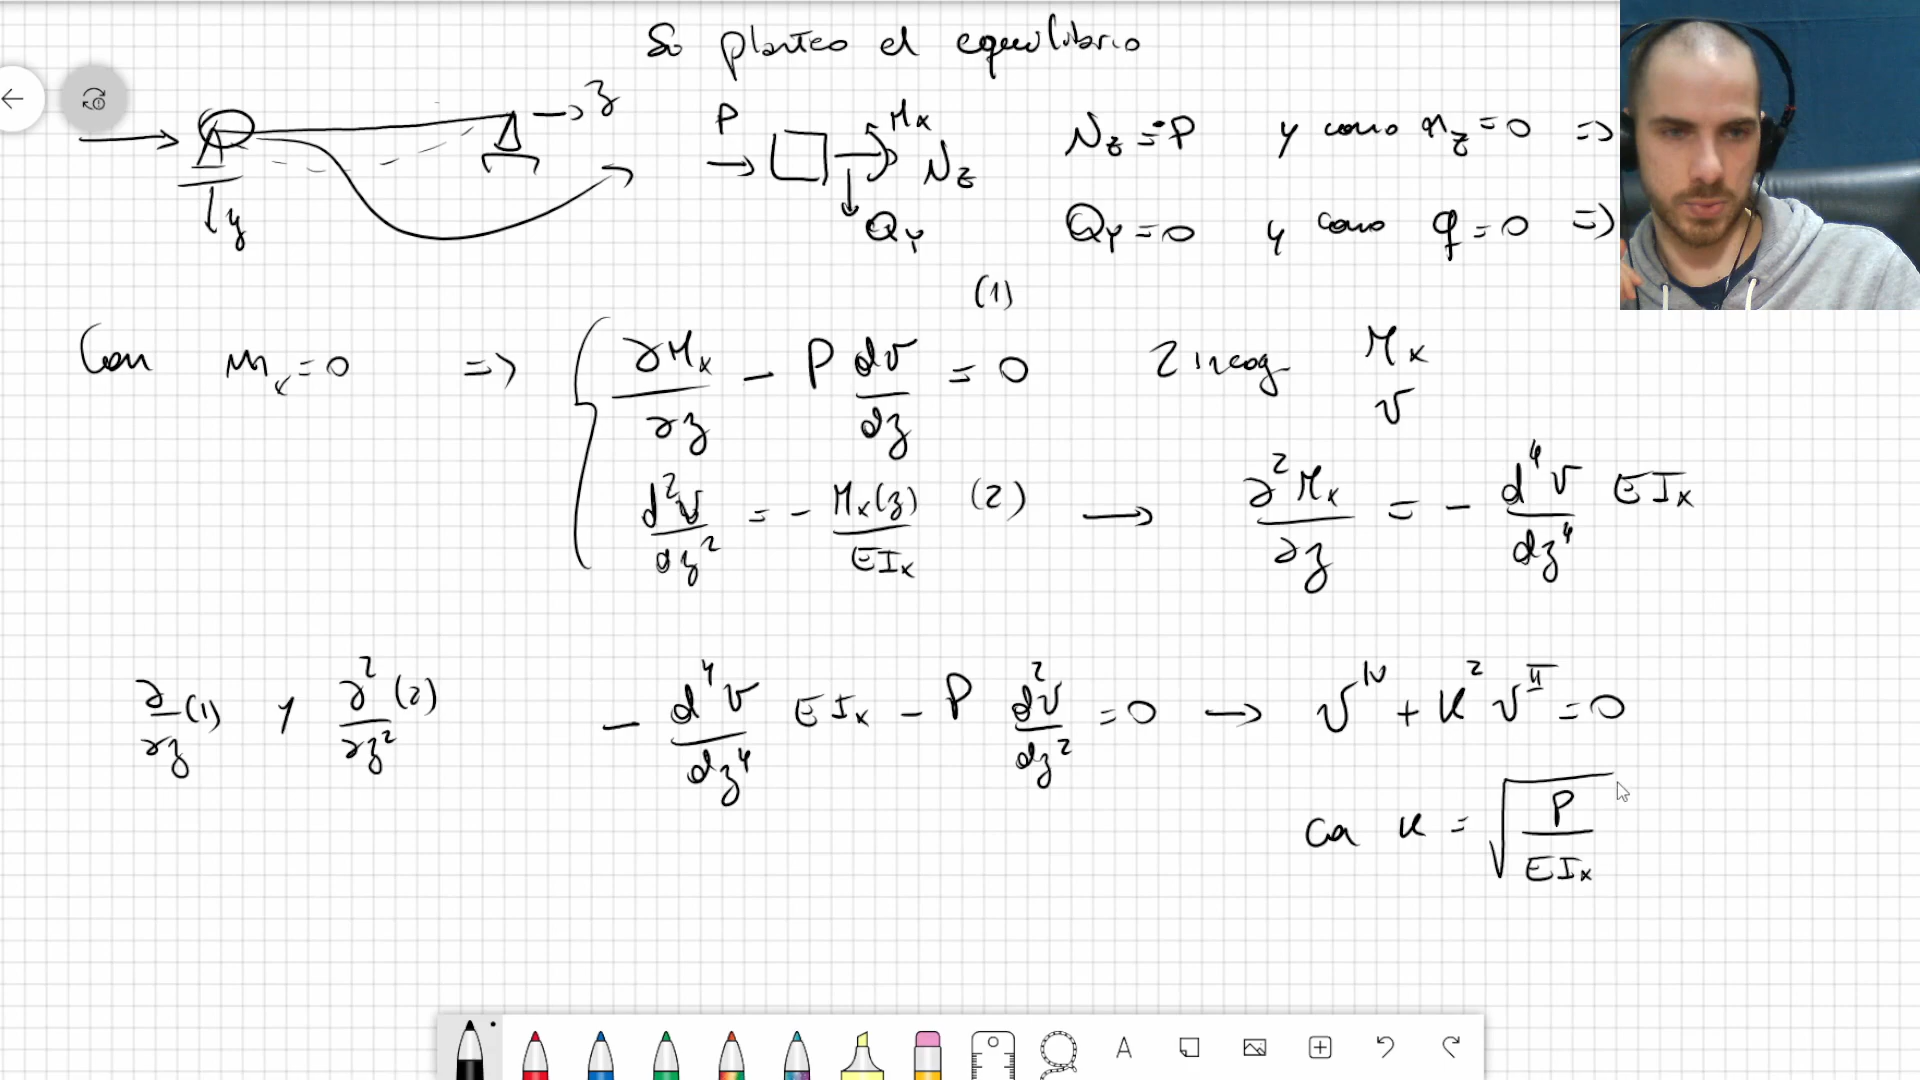 Si planteo el equilibrio
→ z
P Mx Nz Qy
y
Nz = -P y como nz = 0 =>
Qy = 0 y como q = 0 =>
(1)
Con mx = 0 => ∂Mx/∂z - P dv/dz = 0 2 incog Mx v
d²v/dz² = - Mx(z)/EIx (2) → ∂²Mx/∂z = - d⁴v/dz⁴ EIx
∂/∂z (1) y ∂²/∂z² (2) - d⁴v/dz⁴ EIx - P d²v/dz² = 0 → v^IV + k² v^II = 0
k = √(P/EIx)
A